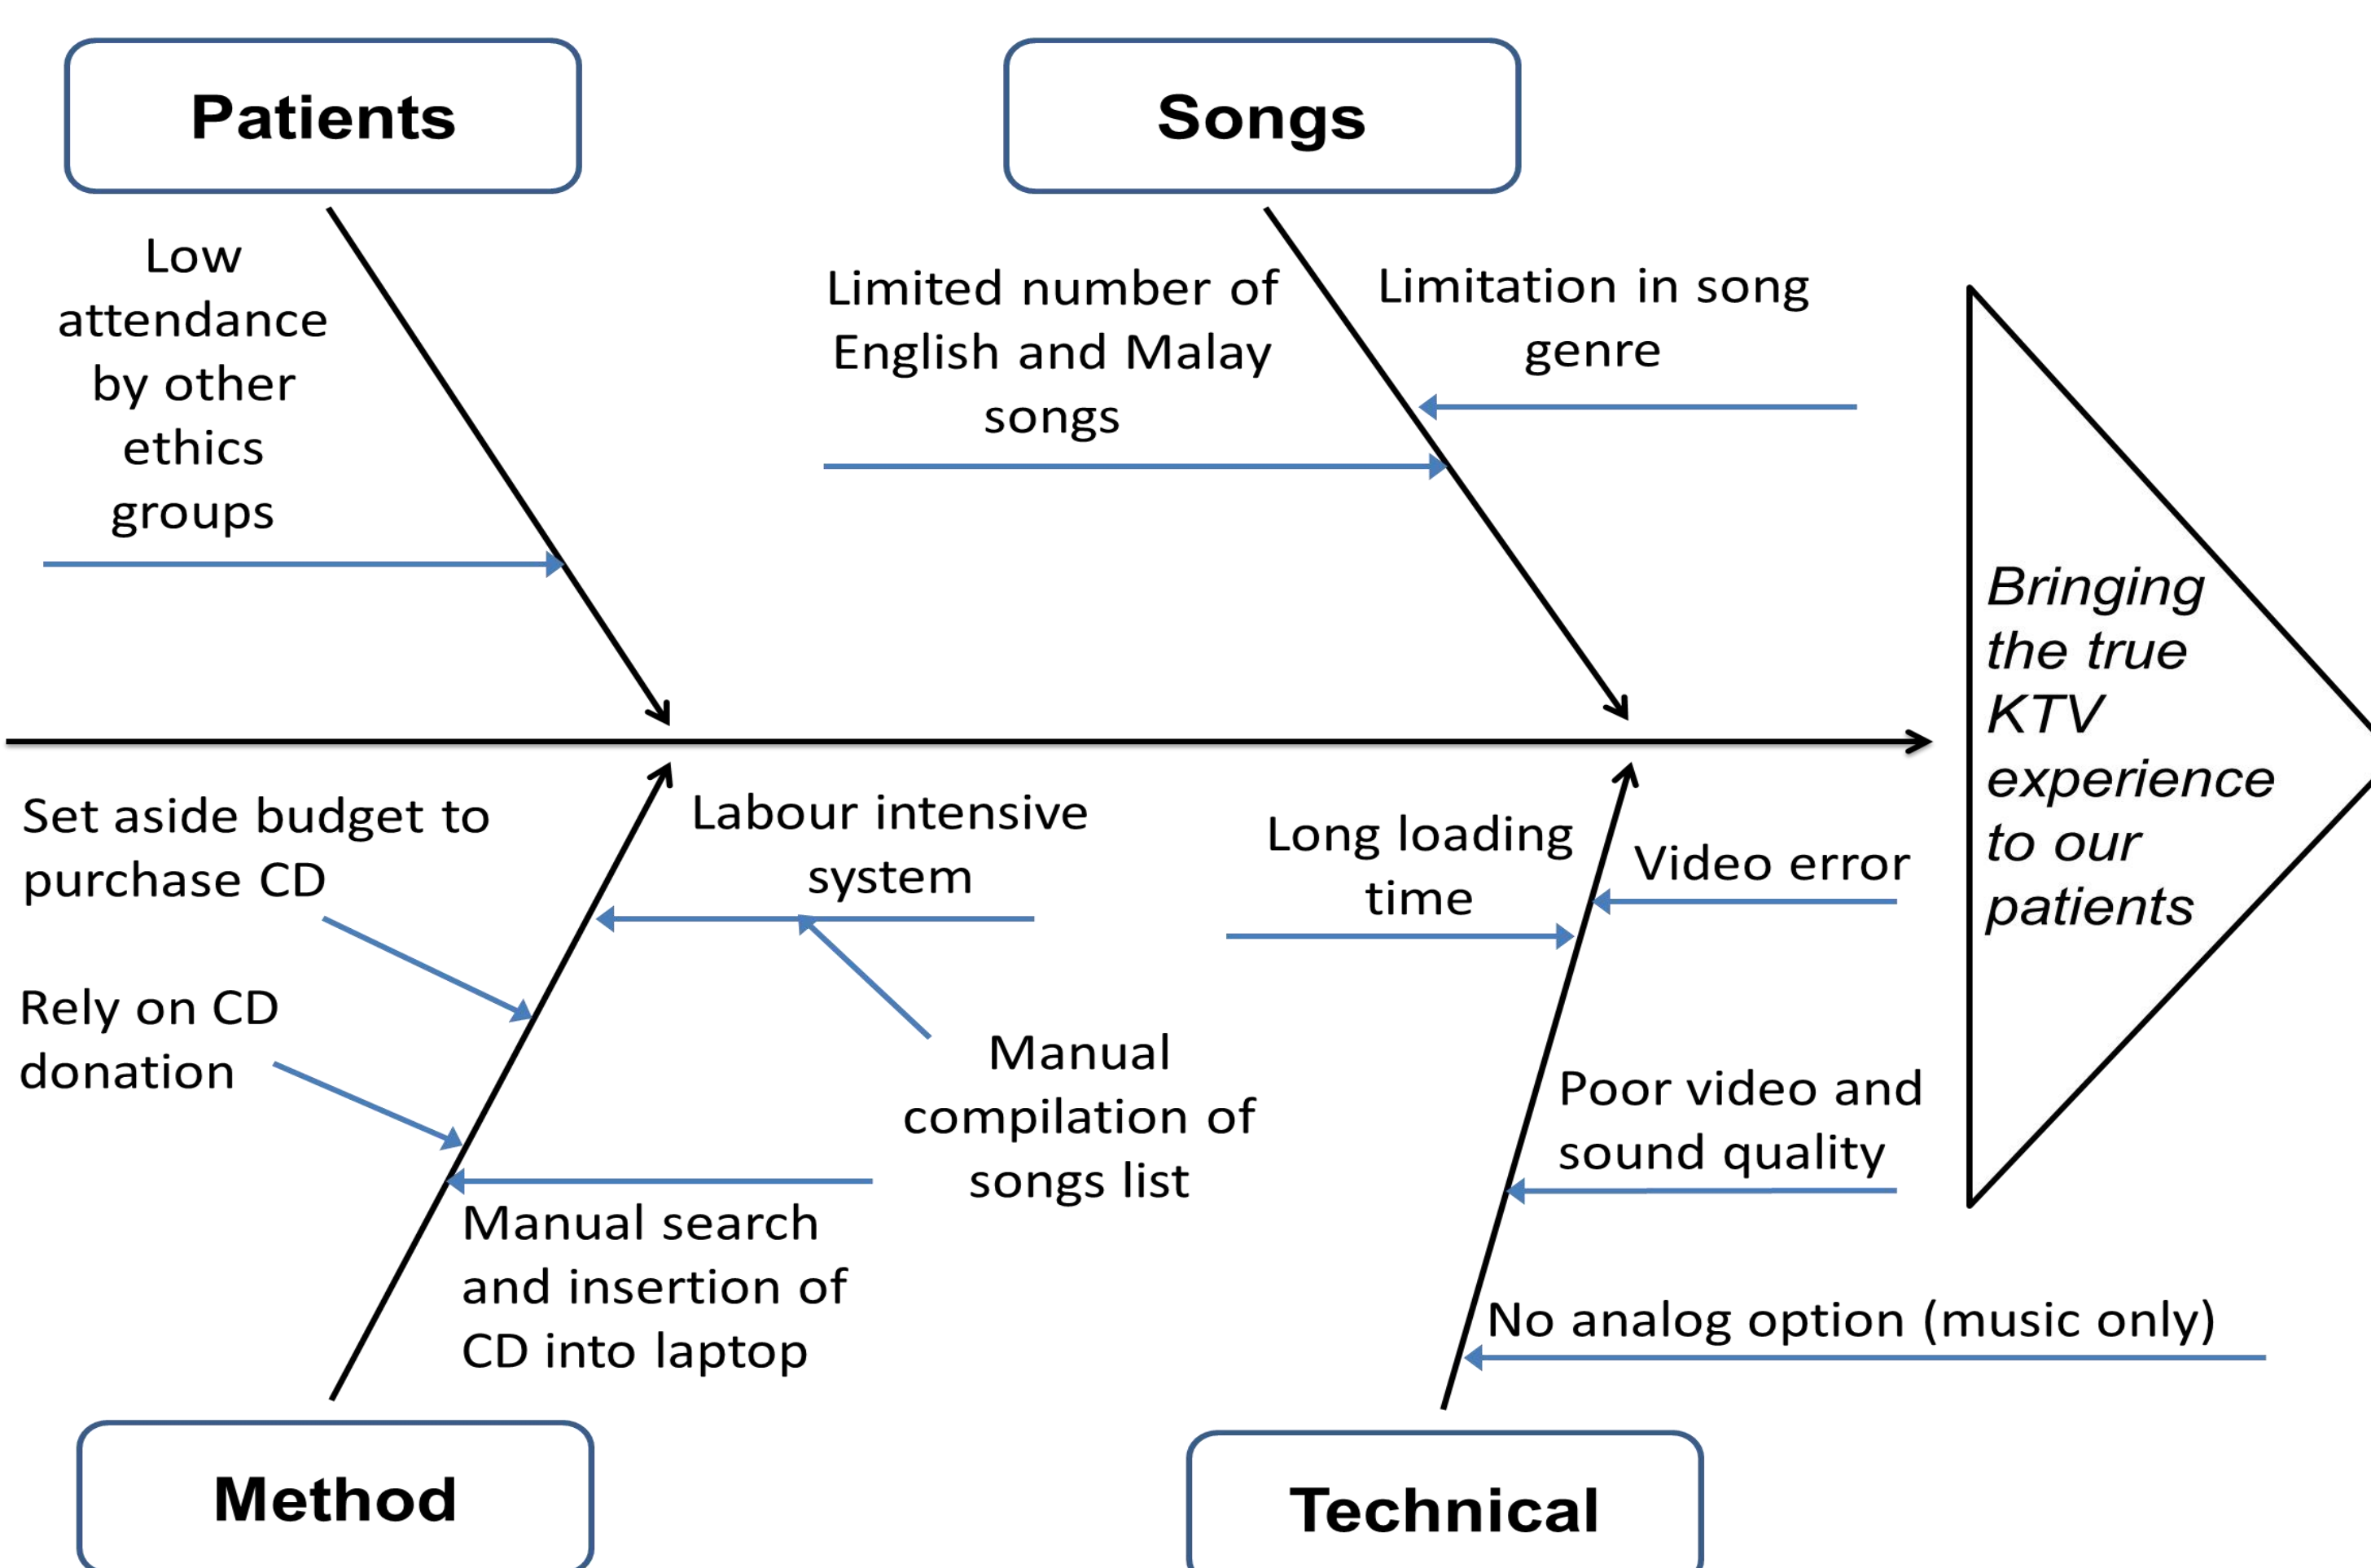 Patients
Songs
Low
attendance
by other
ethics
groups
Limited number of
English and Malay
songs
Limitation in song
genre
Bringing
the true
KTV
experience
to our
patients
Set aside budget to
purchase CD
Rely on CD
donation
Labour intensive
system
Manual
compilation of
songs list
Manual search
and insertion of
CD into laptop
Long loading
time
Video error
Poor video and
sound quality
No analog option (music only)
Method
Technical